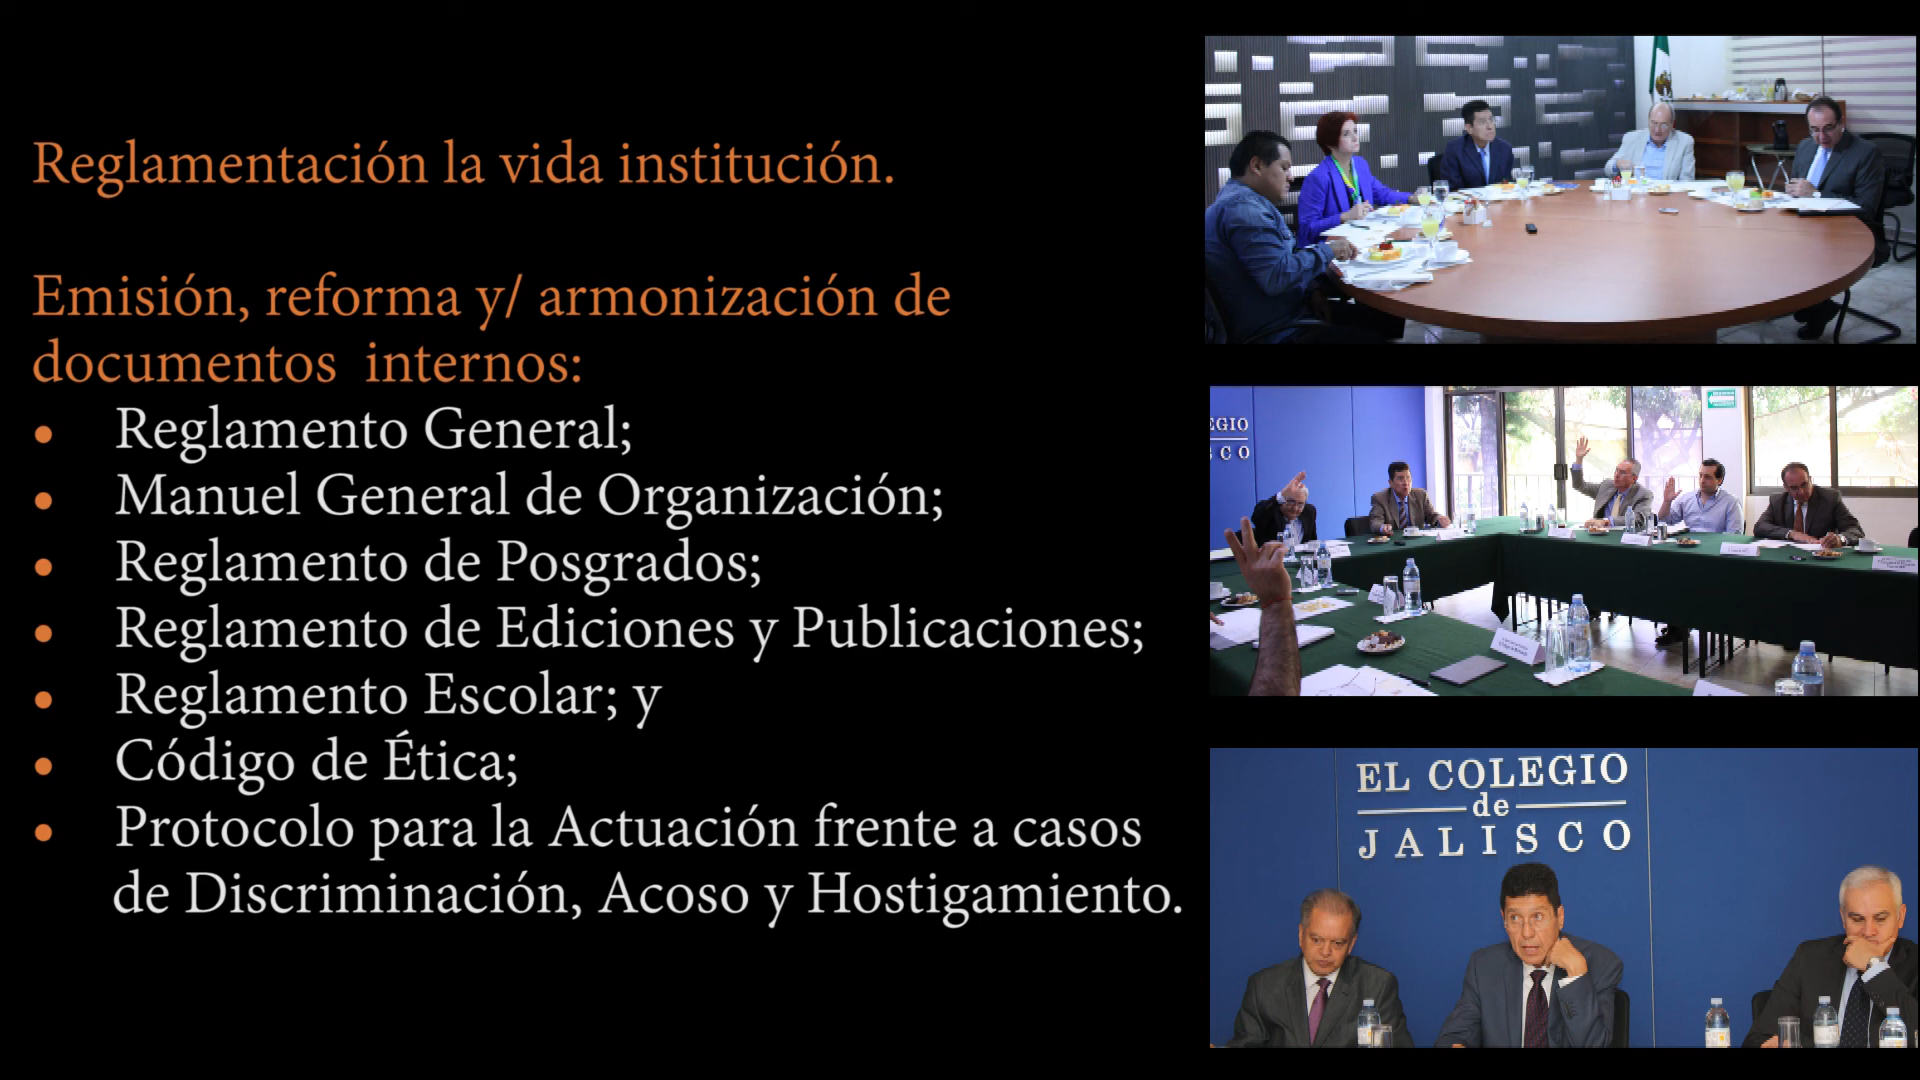 Reglamentación la vida institución.
Emisión, reforma y/ armonización de
documentos internos:
• Reglamento General;
• Manuel General de Organización;
• Reglamento de Posgrados;
• Reglamento de Ediciones y Publicaciones;
• Reglamento Escolar; y
• Código de Ética;
• Protocolo para la Actuación frente a casos
de Discriminación, Acoso y Hostigamiento.
EGIO
SCO
EL COLEGIO
de
JALISCO